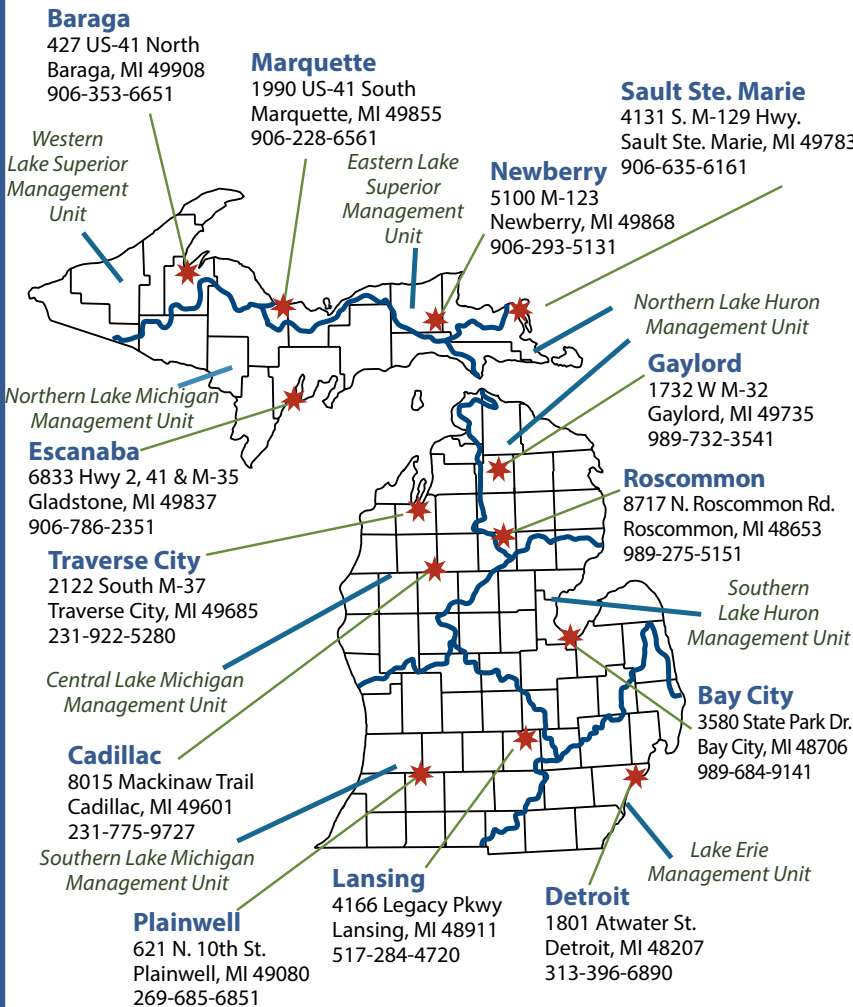 Baraga
427 US-41 North
Baraga, MI 49908
906-353-6651
Marquette
1990 US-41 South
Marquette, MI 49855
906-228-6561
Sault Ste. Marie
4131 S. M-129 Hwy.
Sault Ste. Marie, MI 49783
906-635-6161
Western
Lake Superior
Management
Unit
Eastern Lake
Superior
Management
Unit
Newberry
5100 M-123
Newberry, MI 49868
906-293-5131
Northern Lake Huron
Management Unit
Gaylord
1732 W M-32
Gaylord, MI 49735
989-732-3541
Northern Lake Michigan
Management Unit
Escanaba
6833 Hwy 2, 41 & M-35
Gladstone, MI 49837
906-786-2351
Roscommon
8717 N. Roscommon Rd.
Roscommon, MI 48653
989-275-5151
Traverse City
2122 South M-37
Traverse City, MI 49685
231-922-5280
Southern
Lake Huron
Management Unit
Central Lake Michigan
Management Unit
Bay City
3580 State Park Dr.
Bay City, MI 48706
989-684-9141
Cadillac
8015 Mackinaw Trail
Cadillac, MI 49601
231-775-9727
Southern Lake Michigan
Management Unit
Lake Erie
Management Unit
Lansing
4166 Legacy Pkwy
Lansing, MI 48911
517-284-4720
Detroit
1801 Atwater St.
Detroit, MI 48207
313-396-6890
Plainwell
621 N. 10th St.
Plainwell, MI 49080
269-685-6851